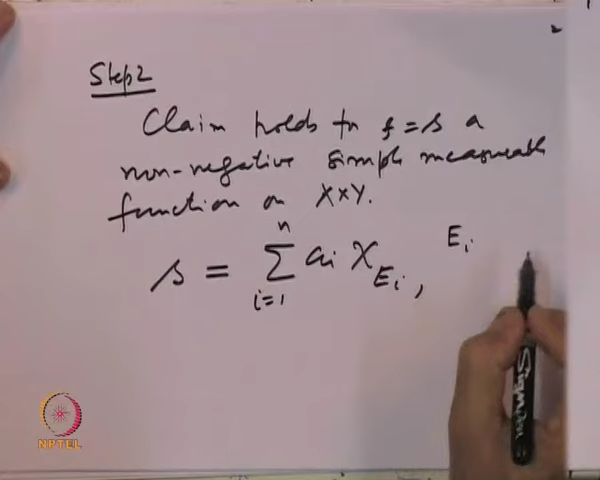 Step 2
Claim holds for f = s a
non-negative simple measurable
function on X×Y.
s = ∑_{i=1}^{n} a_i χ_{E_i}, E_i
NPTEL